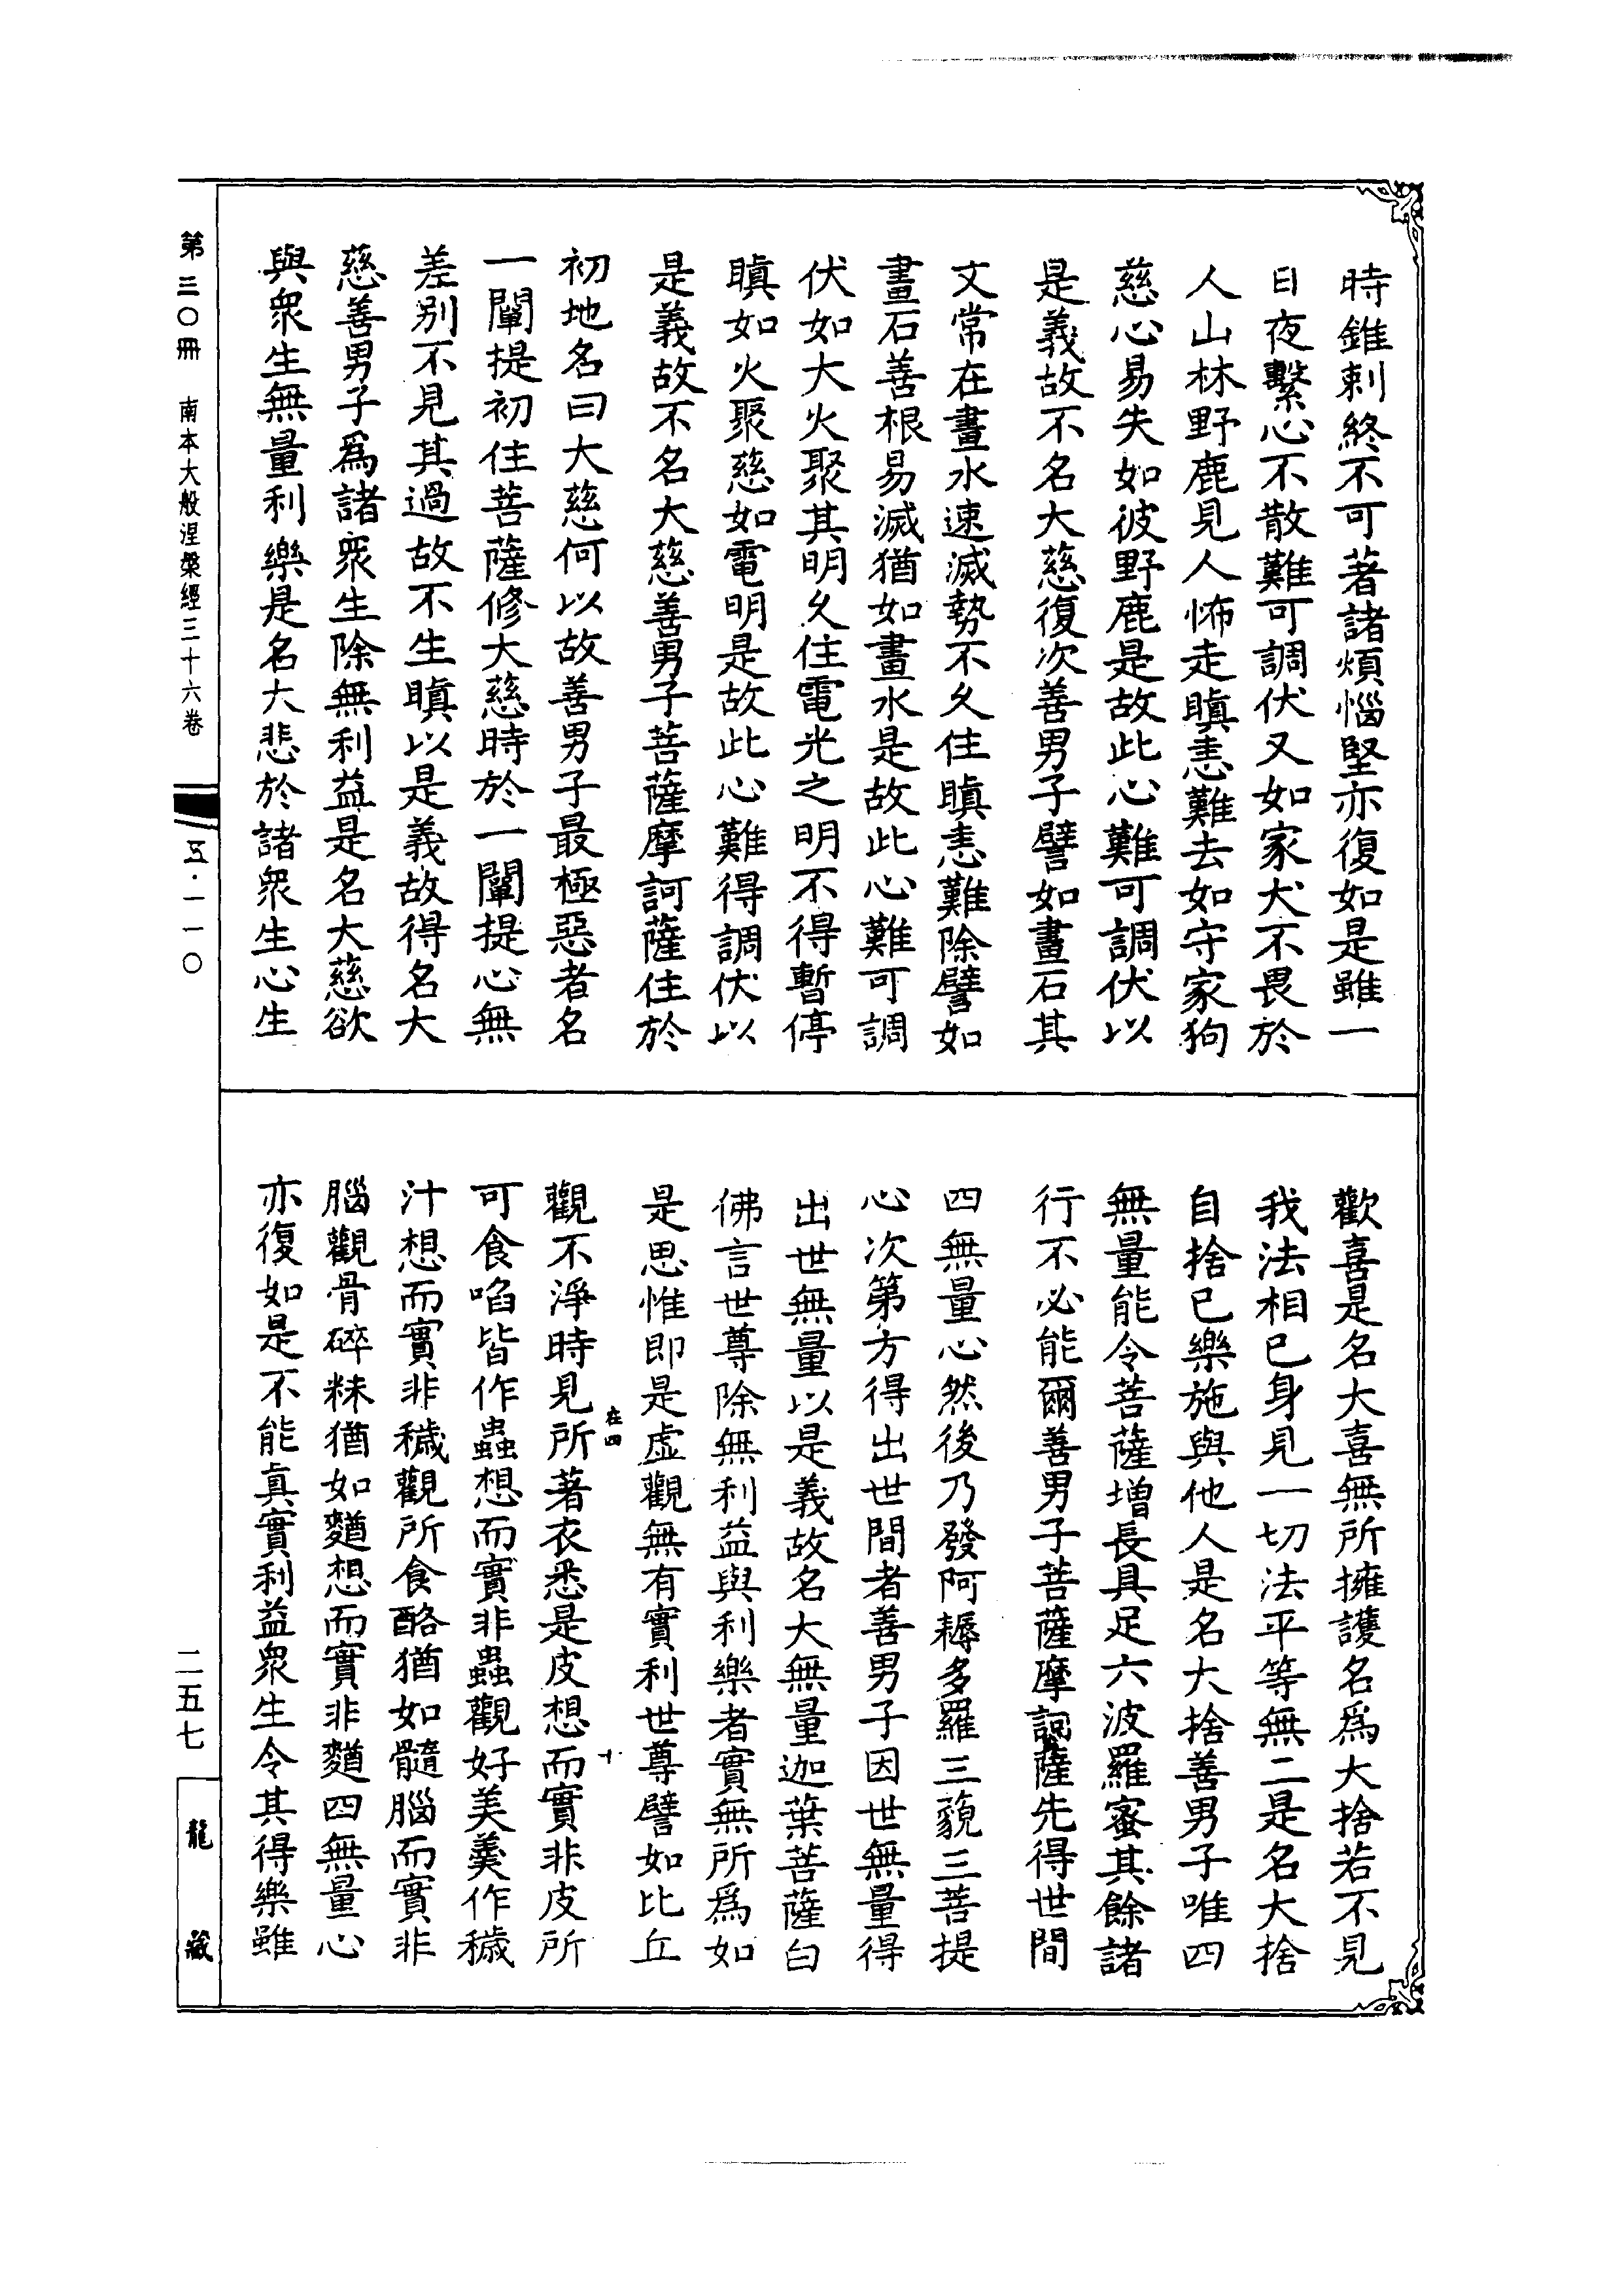 時錐刺終不可著諸煩惱堅亦復如是雖一
日夜繫心不散難可調伏又如家犬不畏於
人山林野鹿見人怖走瞋恚難去如守家狗
慈心易失如彼野鹿是故此心難可調伏以
是義故不名大慈復次善男子譬如畫石其
文常在畫水速滅勢不久住瞋恚難除譬如
畫石善根易滅猶如畫水是故此心難可調
伏如大火聚其明久住電光之明不得暫停
瞋如火聚慈如電明是故此心難得調伏以
是義故不名大慈善男子菩薩摩訶薩住於
初地名曰大慈何以故善男子最極惡者名
一闡提初住菩薩修大慈時於一闡提心無
差別不見其過故不生瞋以是義故得名大
慈善男子爲諸衆生除無利益是名大慈欲
與衆生無量利樂是名大悲於諸衆生心生
歡喜是名大喜無所擁護名爲大捨若不見
我法相已身見一切法平等無二是名大捨
自捨已樂施與他人是名大捨善男子唯四
無量能令菩薩增長具足六波羅蜜其餘諸
行不必能爾善男子菩薩摩訶薩先得世間
四無量心然後乃發阿耨多羅三藐三菩提
心次第方得出世間者善男子因世無量得
出世無量以是義故名大無量迦葉菩薩白
佛言世尊除無利益與利樂者實無所爲如
是思惟即是虛觀無有實利世尊譬如比丘
在四
十
觀不淨時見所著衣悉是皮想而實非皮所
可食啗皆作蟲想而實非蟲觀好美羹作穢
汁想而實非穢觀所食酪猶如髓腦而實非
腦觀骨碎粖猶如麵想而實非麵四無量心
亦復如是不能真實利益衆生令其得樂雖
第三〇冊 南本大般涅槃經三十六卷
五·一一〇
二五七
龍藏